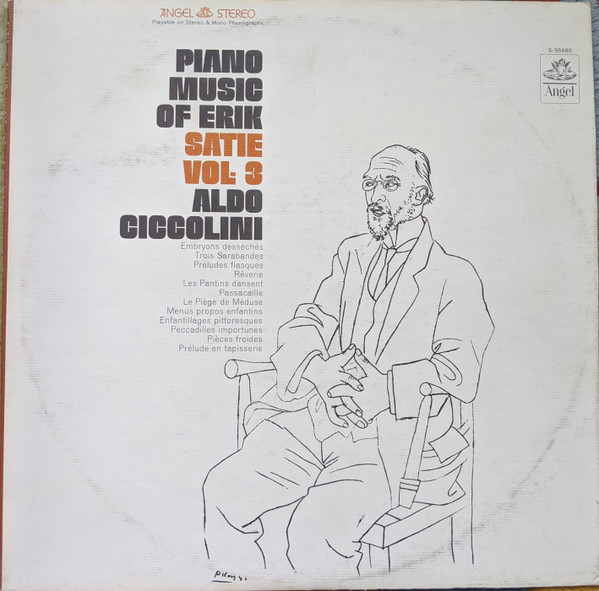 ANGEL STEREO
Playable on Stereo & Mono Phonographs
S-36485
Angel
PIANO
MUSIC
OF ERIK
SATIE
VOL. 3
ALDO
CICCOLINI
Embryons desséchés
Trois Sarabandes
Préludes flasques
Rêverie
Les Pantins dansent
Passacaille
Le Piège de Méduse
Menus propos enfantins
Enfantillages pittoresques
Peccadilles importunes
Pièces froides
Prélude en tapisserie